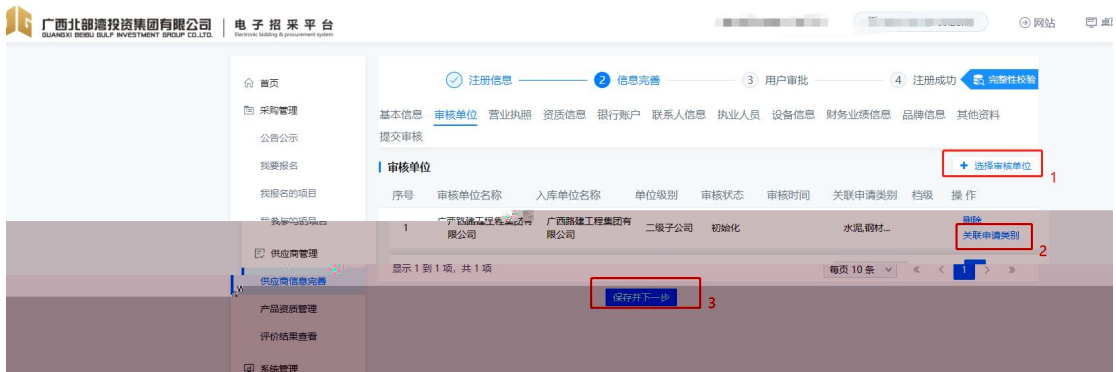 广西北部湾投资集团有限公司
GUANGXI BEIBU GULF INVESTMENT GROUP CO.,LTD.
电子招采平台
Electronic bidding & procurement system
网站
首页
采购管理
公告公示
我要报名
我报名的项目
供应商管理
供应商信息完善
产品资质管理
评价结果查看
系统管理
注册信息
2 信息完善
3 用户审批
4 注册成功
完整性校验
基本信息 审核单位 营业执照 资质信息 银行账户 联系人信息 执业人员 设备信息 财务业绩信息 品牌信息 其他资料
提交审核
审核单位
+ 选择审核单位
1
序号 审核单位名称 入库单位名称 单位级别 审核状态 审核时间 关联申请类别 档级 操作
1 广西路建工程集团有限公司 广西路建工程集团有限公司 二级子公司 初始化 水泥,钢材... 删除
关联申请类别
2
显示 1 到 1 项，共 1 项
每页 10 条 « < 1 > »
保存并下一步
3